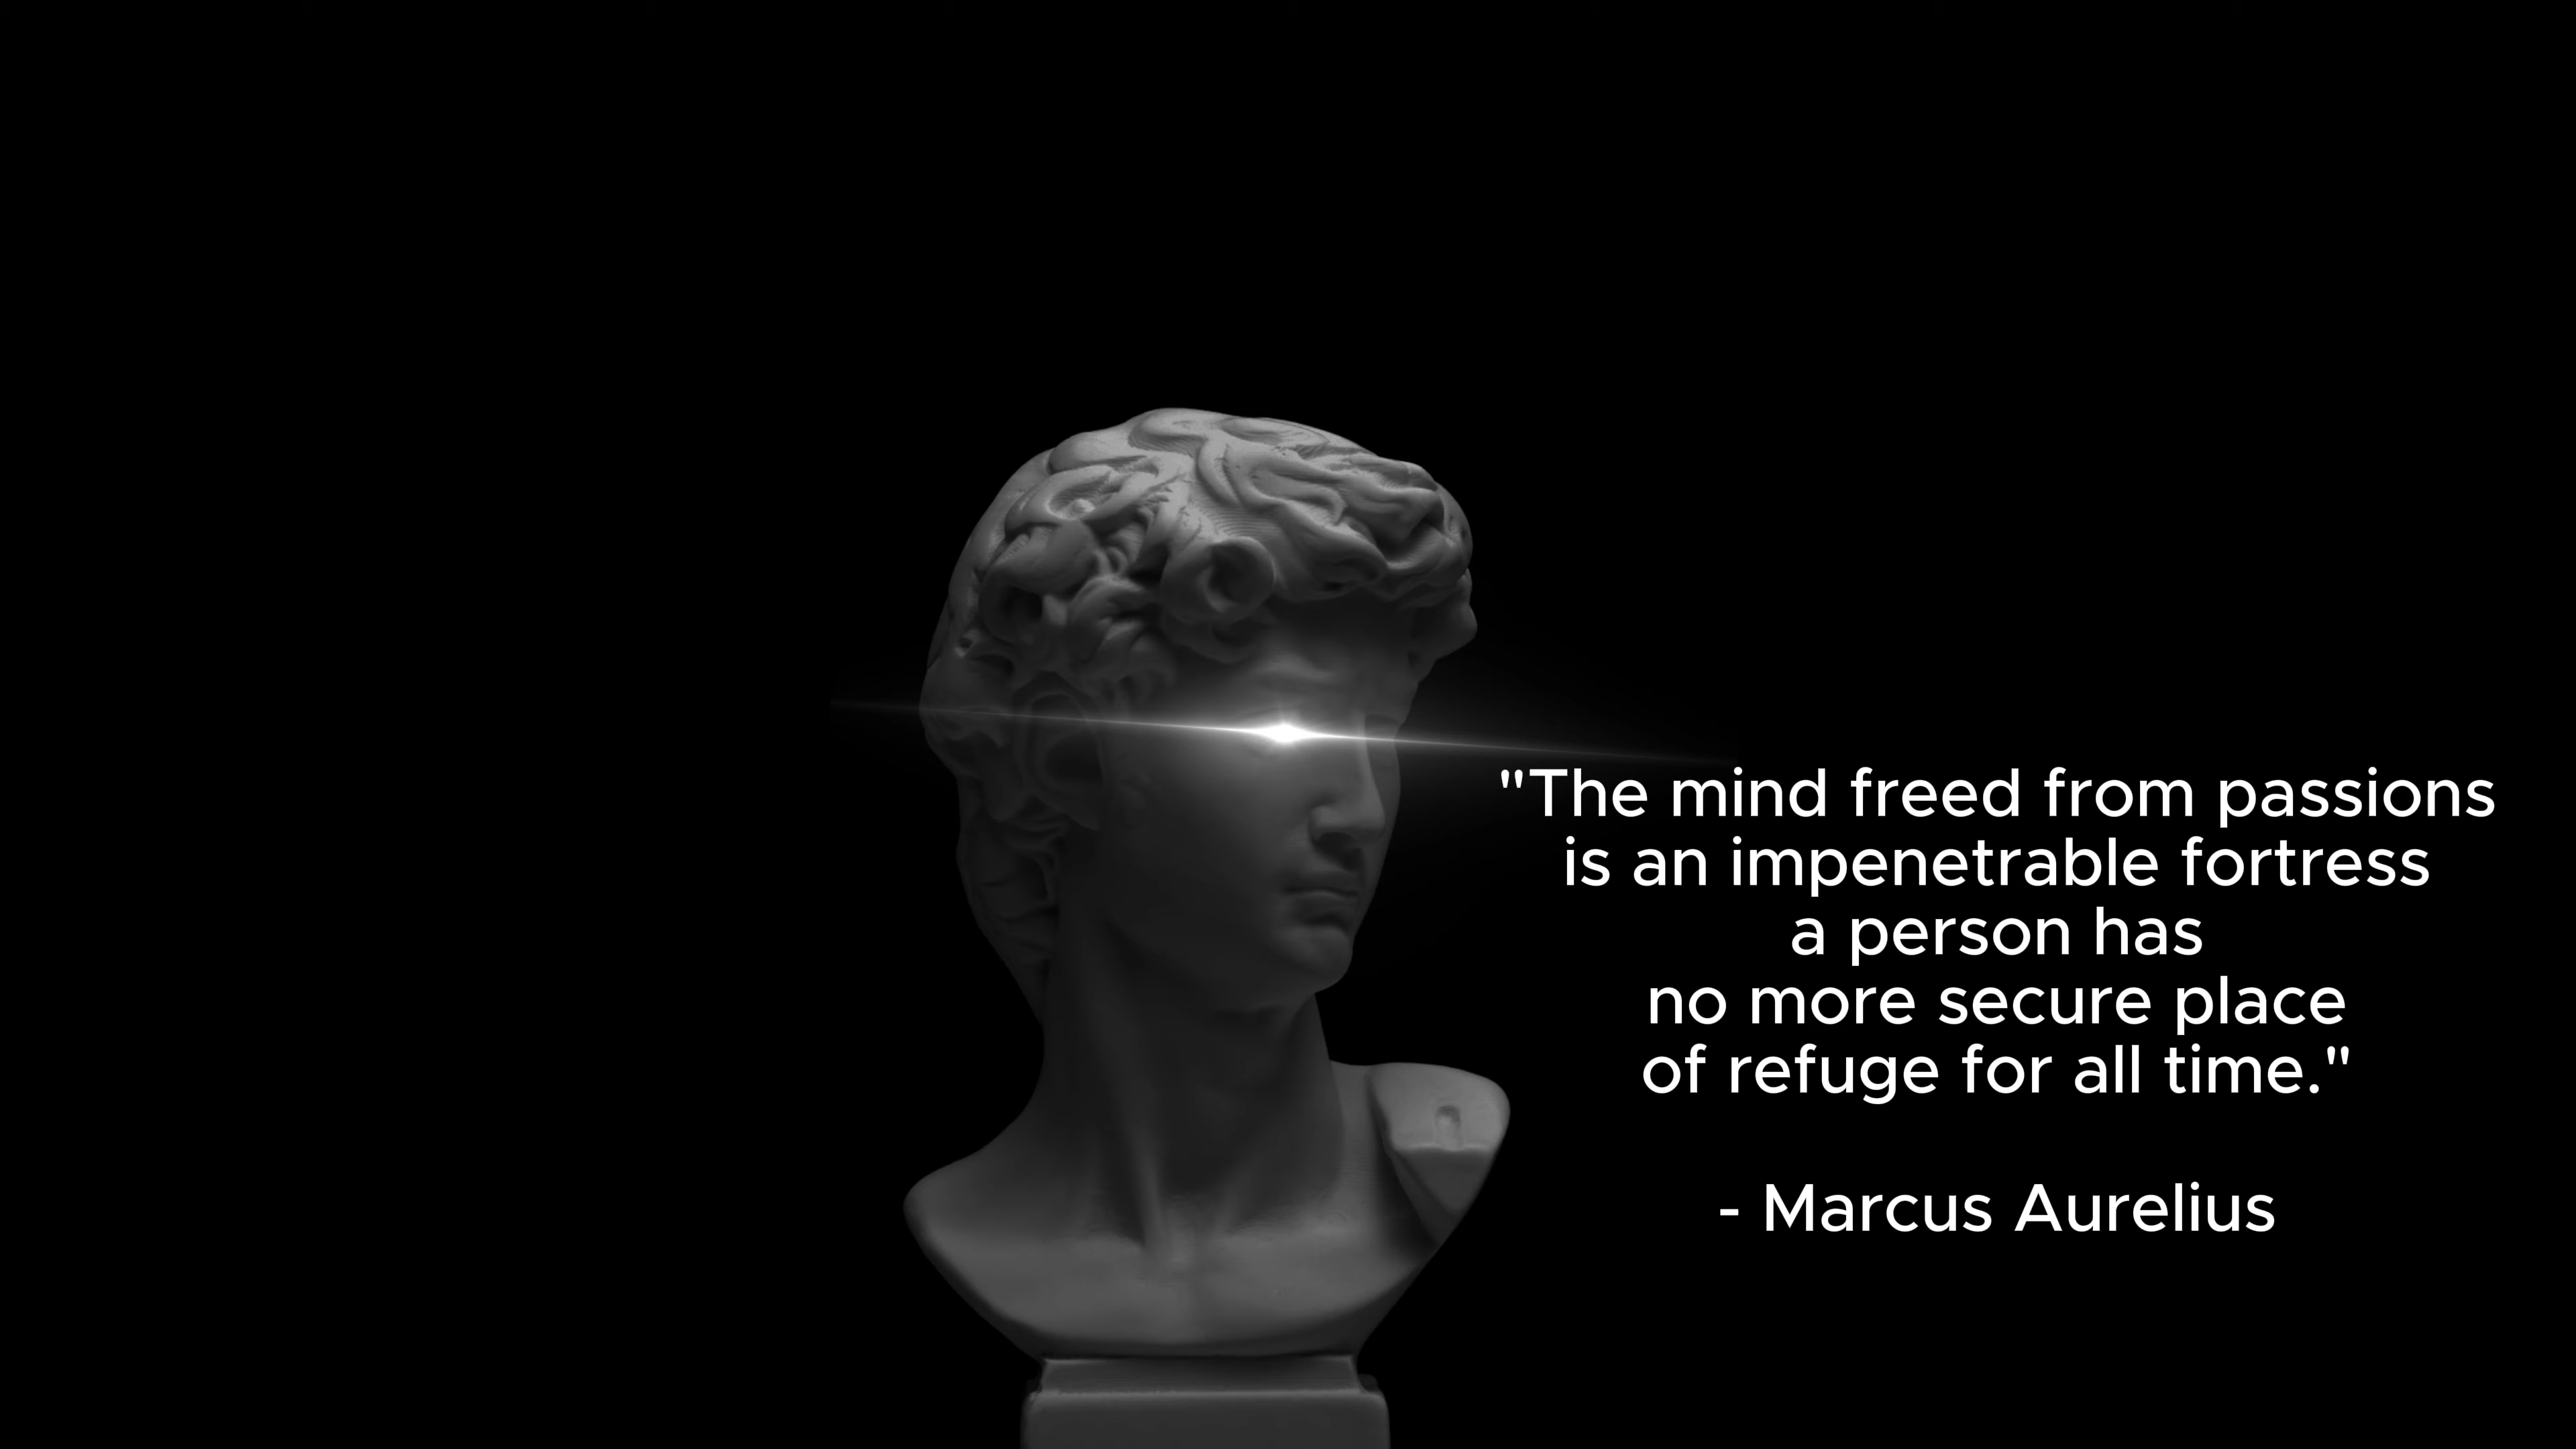 "The mind freed from passions
is an impenetrable fortress
a person has
no more secure place
of refuge for all time."
- Marcus Aurelius